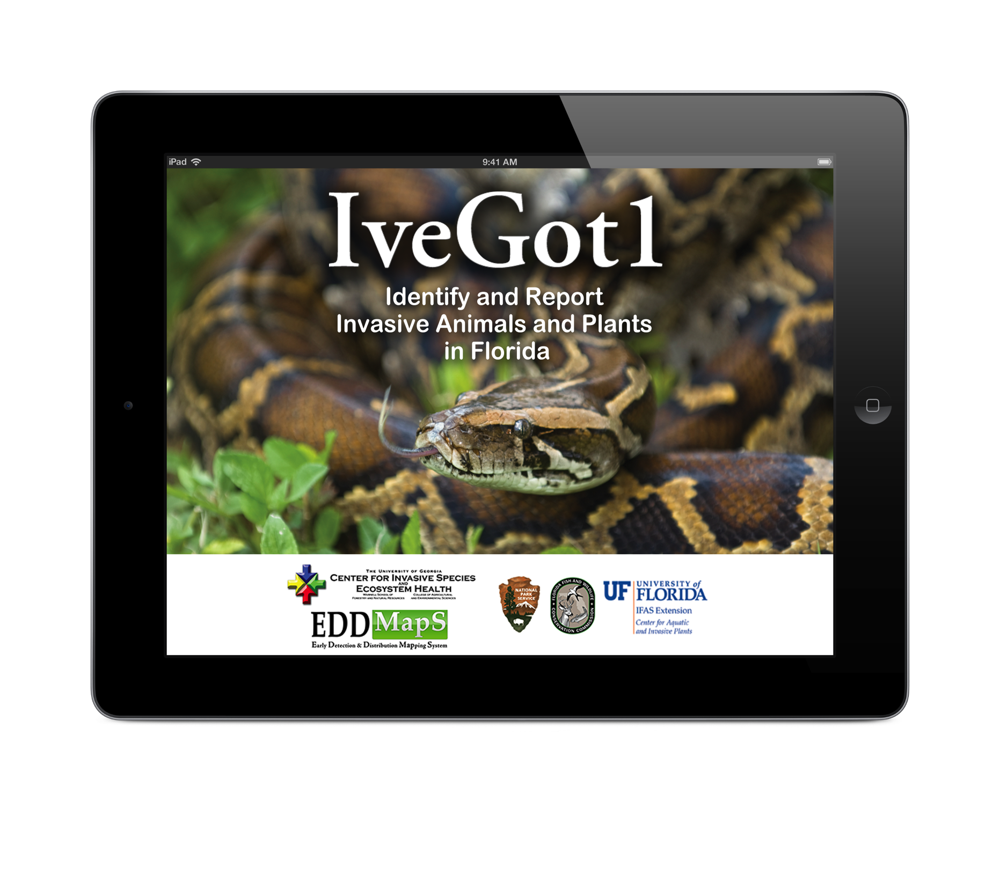 iPad
9:41 AM
IveGot1
Identify and Report
Invasive Animals and Plants
in Florida
THE UNIVERSITY OF GEORGIA
CENTER FOR INVASIVE SPECIES
AND
ECOSYSTEM HEALTH
WARNELL SCHOOL OF
FORESTRY AND NATURAL RESOURCES
COLLEGE OF AGRICULTURAL
AND ENVIRONMENTAL SCIENCES
EDDMapS
Early Detection & Distribution Mapping System
NATIONAL
PARK
SERVICE
FLORIDA FISH AND WILDLIFE
CONSERVATION COMMISSION
UF
UNIVERSITY of
FLORIDA
IFAS Extension
Center for Aquatic
and Invasive Plants